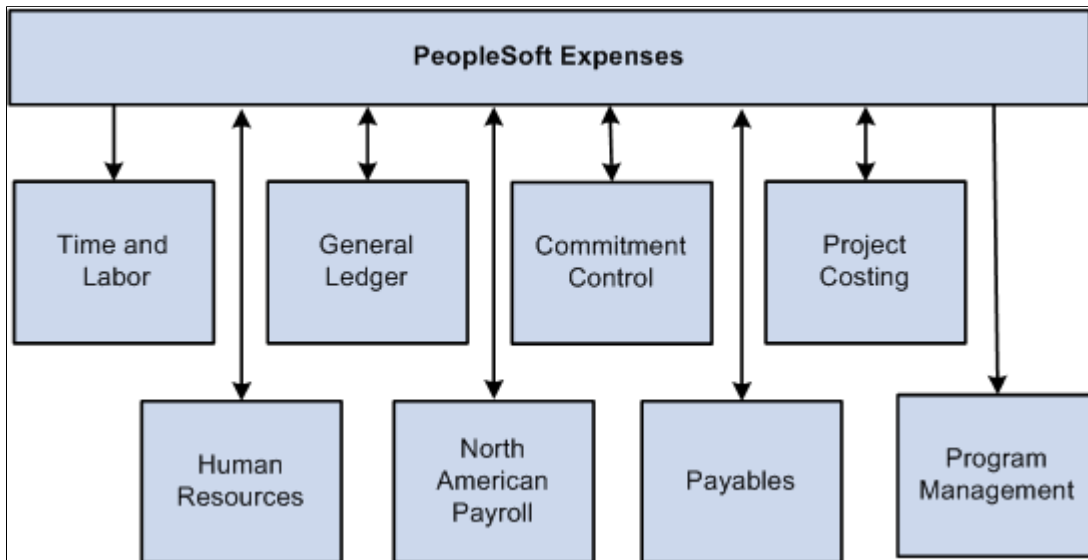 PeopleSoft Expenses
Time and
Labor
General
Ledger
Commitment
Control
Project
Costing
Human
Resources
North
American
Payroll
Payables
Program
Management